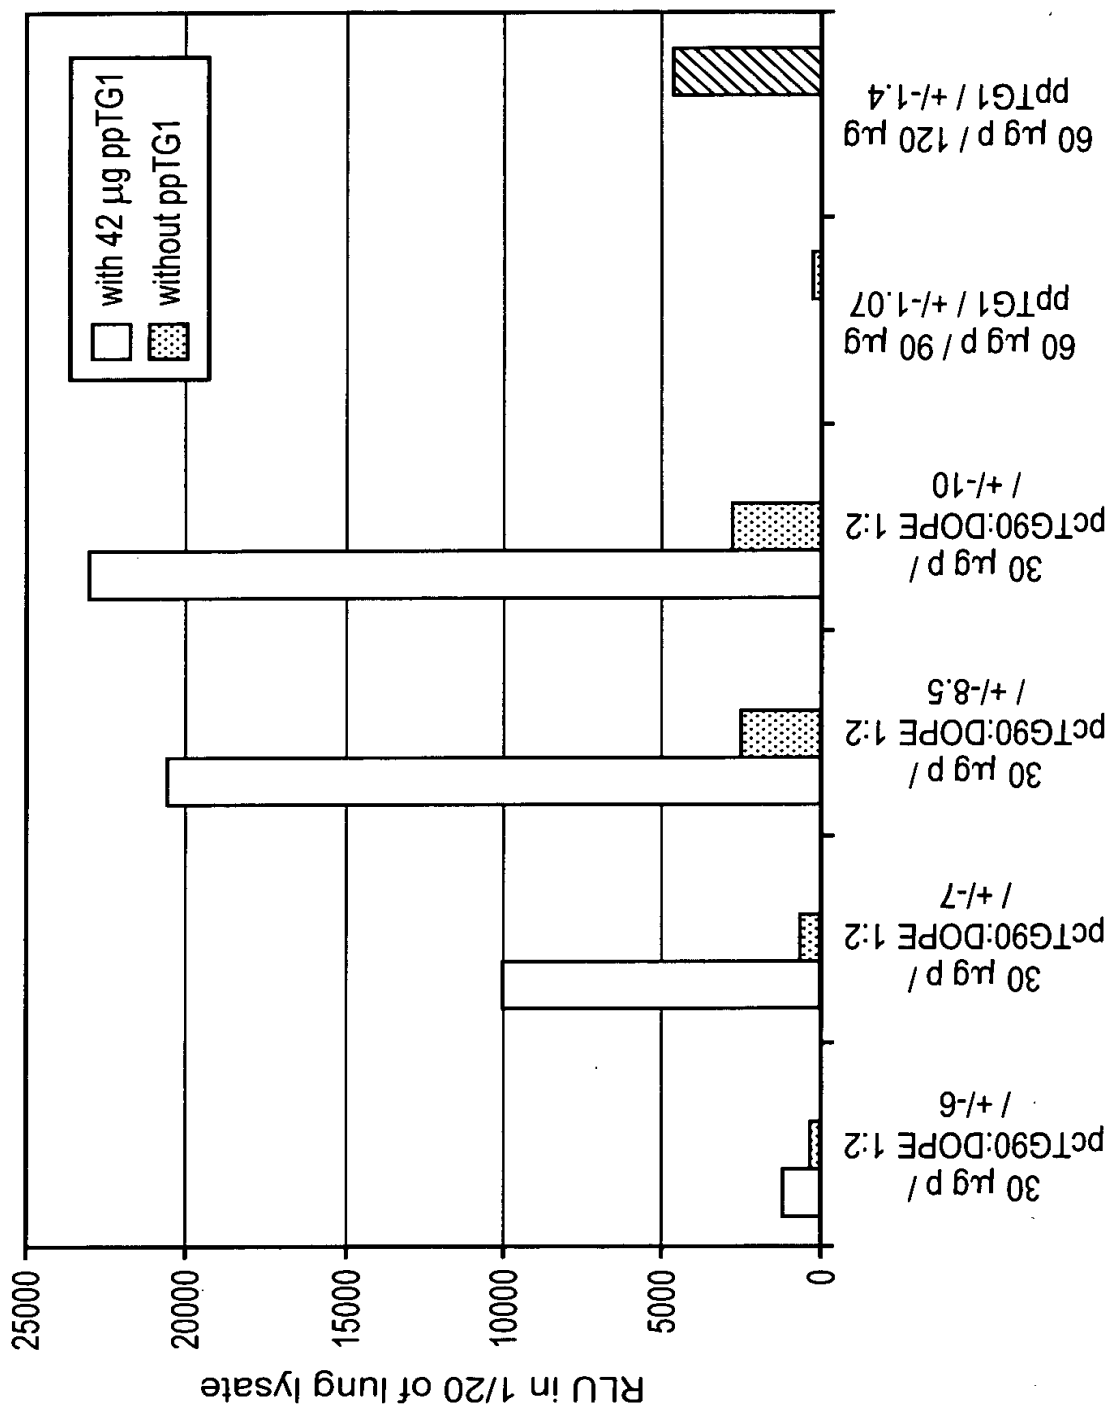 RLU in 1/20 of lung lysate
25000
20000
15000
10000
5000
0
with 42 µg ppTG1
without ppTG1
30 µg p /
pcTG90:DOPE 1:2
/ +/-6
30 µg p /
pcTG90:DOPE 1:2
/ +/-7
30 µg p /
pcTG90:DOPE 1:2
/ +/-8.5
30 µg p /
pcTG90:DOPE 1:2
/ +/-10
60 µg p / 90 µg
ppTG1 / +/-1.07
60 µg p / 120 µg
ppTG1 / +/-1.4